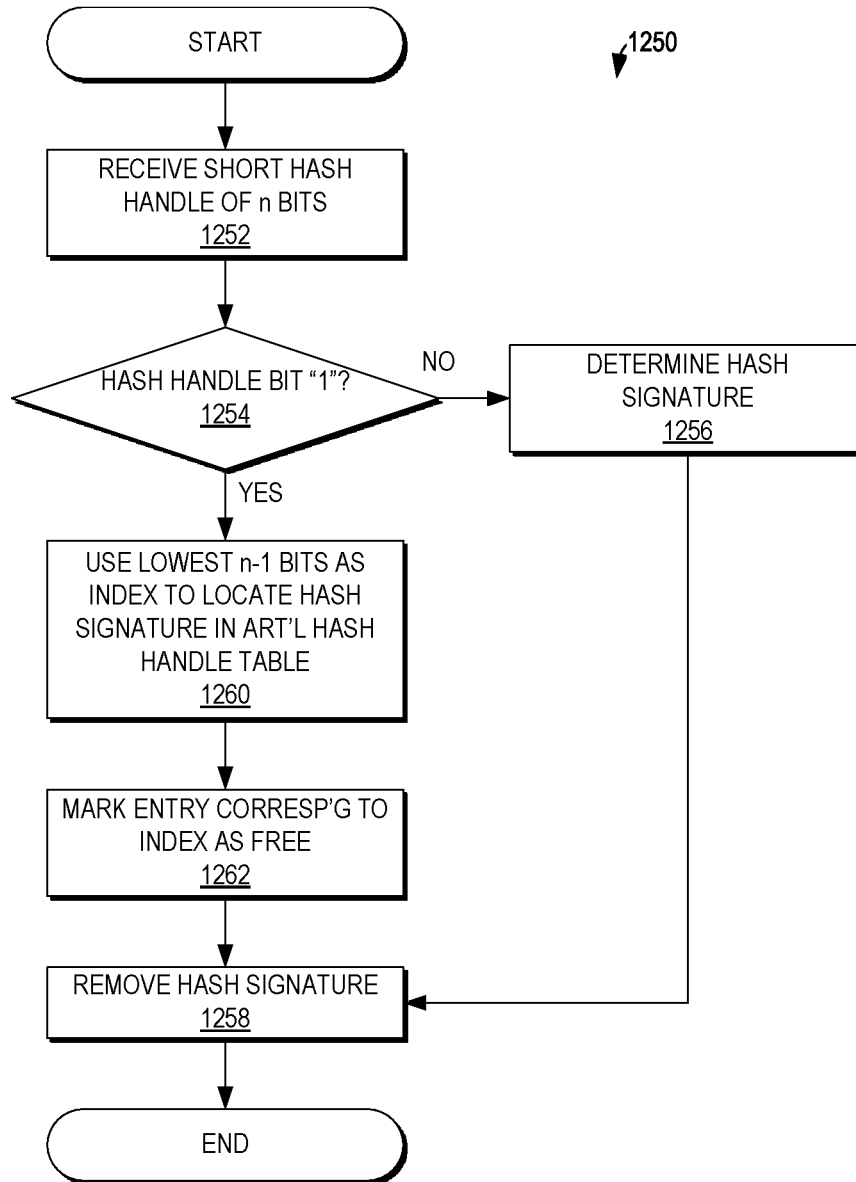 START
1250
RECEIVE SHORT HASH
HANDLE OF n BITS
1252
HASH HANDLE BIT “1”?
1254
NO
DETERMINE HASH
SIGNATURE
1256
YES
USE LOWEST n-1 BITS AS
INDEX TO LOCATE HASH
SIGNATURE IN ART’L HASH
HANDLE TABLE
1260
MARK ENTRY CORRESP’G TO
INDEX AS FREE
1262
REMOVE HASH SIGNATURE
1258
END